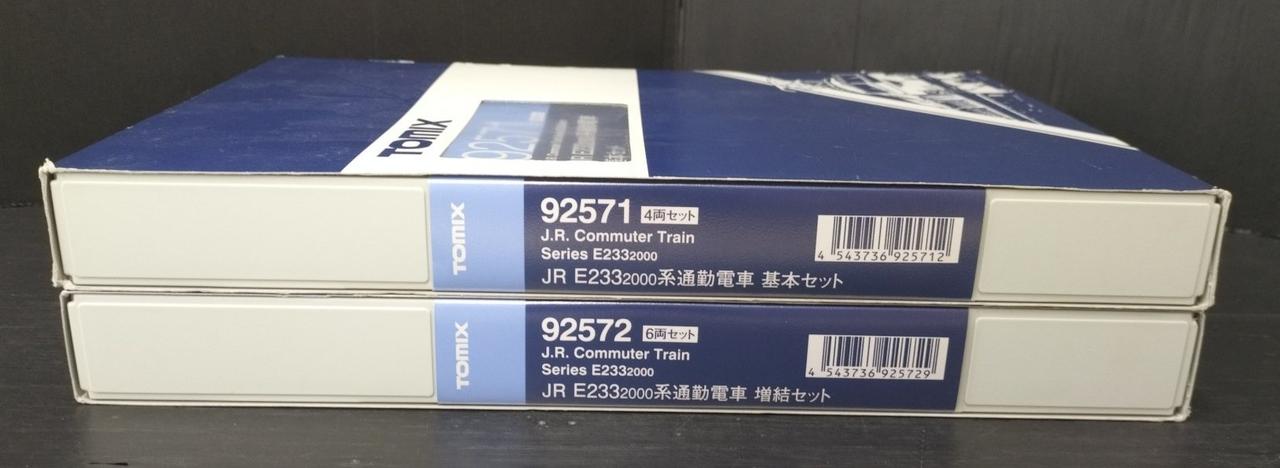 TOMIX
92571
TOMIX
92571 4両セット
J.R. Commuter Train
Series E2332000
JR E2332000系通勤電車 基本セット
4 543736 925712
TOMIX
92572 6両セット
J.R. Commuter Train
Series E2332000
JR E2332000系通勤電車 増結セット
4 543736 925729